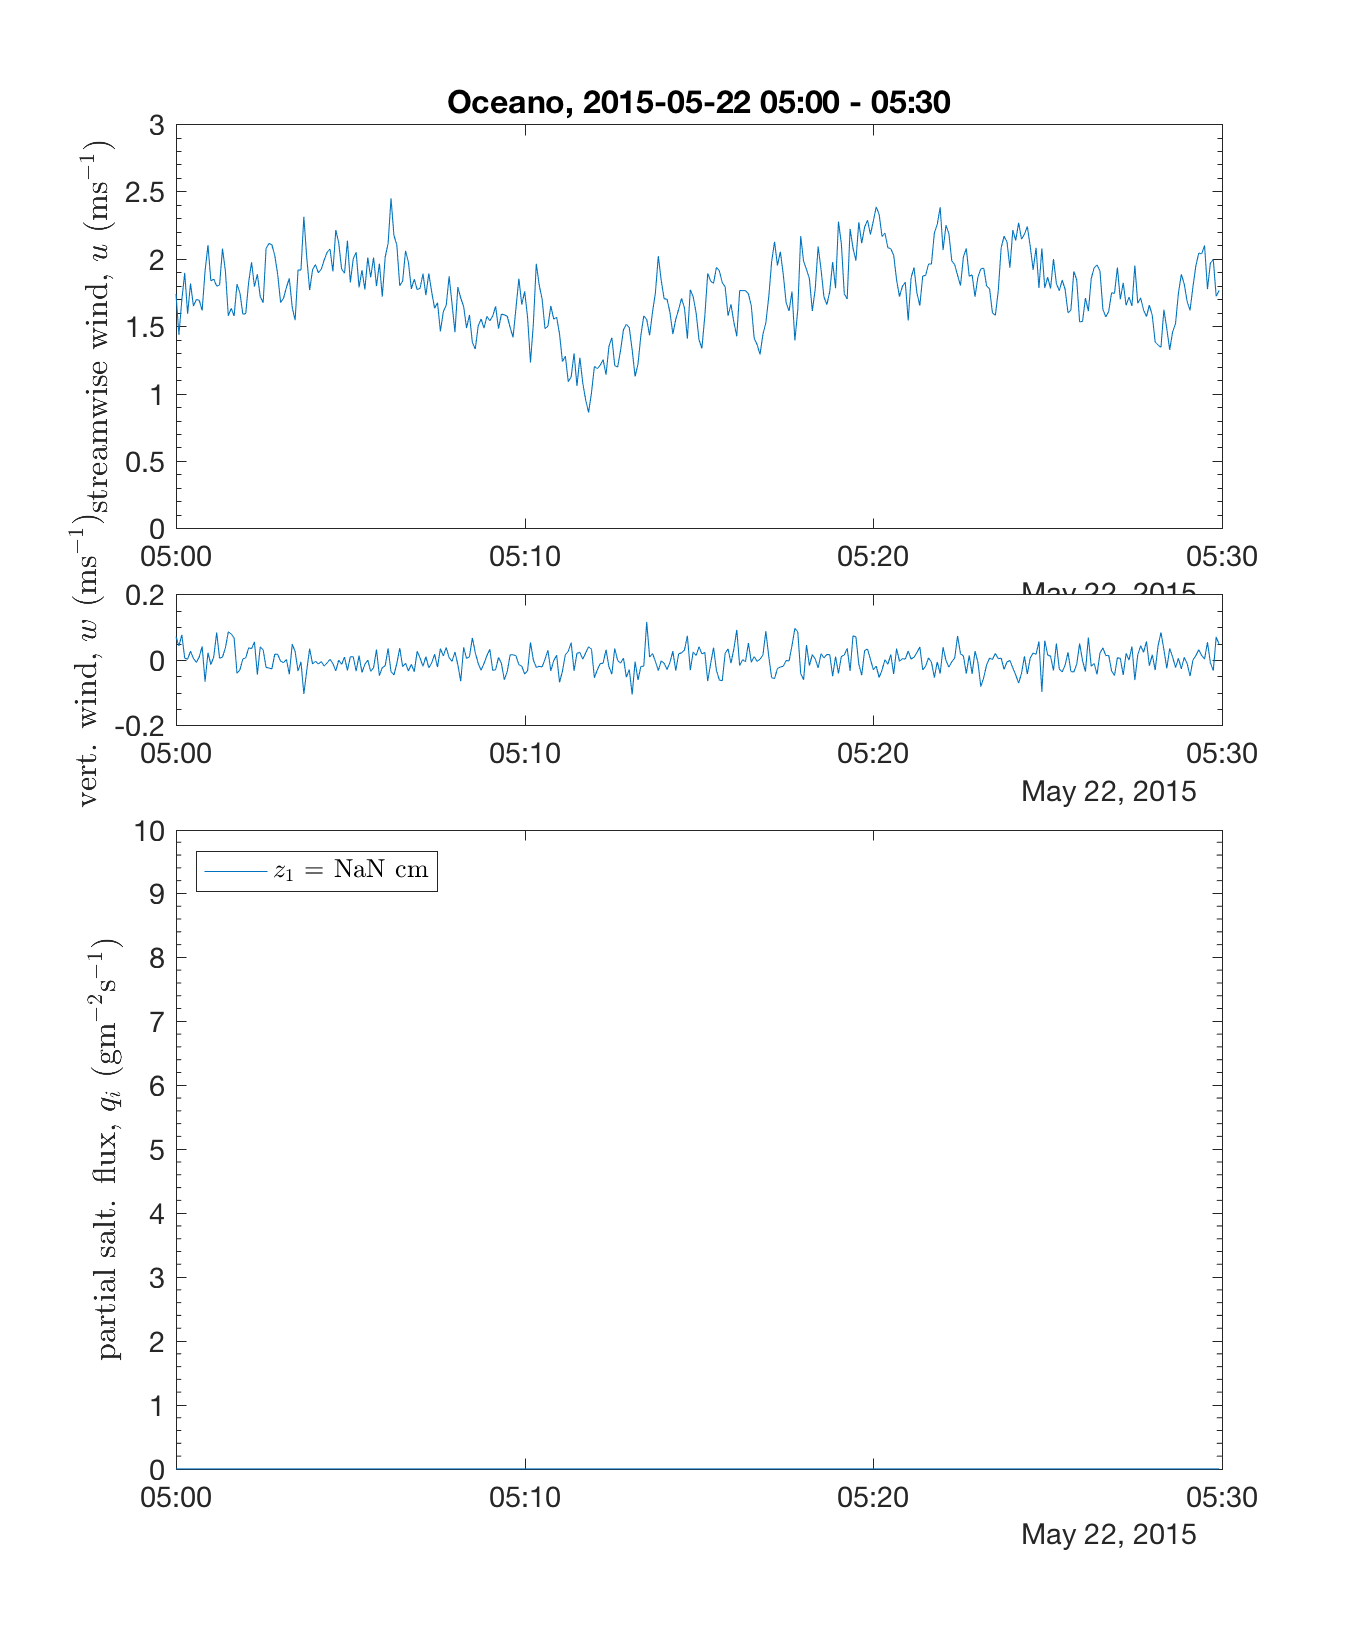 Oceano, 2015-05-22 05:00 - 05:30
streamwise wind, u (ms⁻¹)
3
2.5
2
1.5
1
0.5
0
05:00 05:10 05:20 05:30
May 22, 2015
vert. wind, w (ms⁻¹)
0.2
0
-0.2
05:00 05:10 05:20 05:30
May 22, 2015
partial salt. flux, qᵢ (gm⁻²s⁻¹)
10
z₁ = NaN cm
9
8
7
6
5
4
3
2
1
0
05:00 05:10 05:20 05:30
May 22, 2015